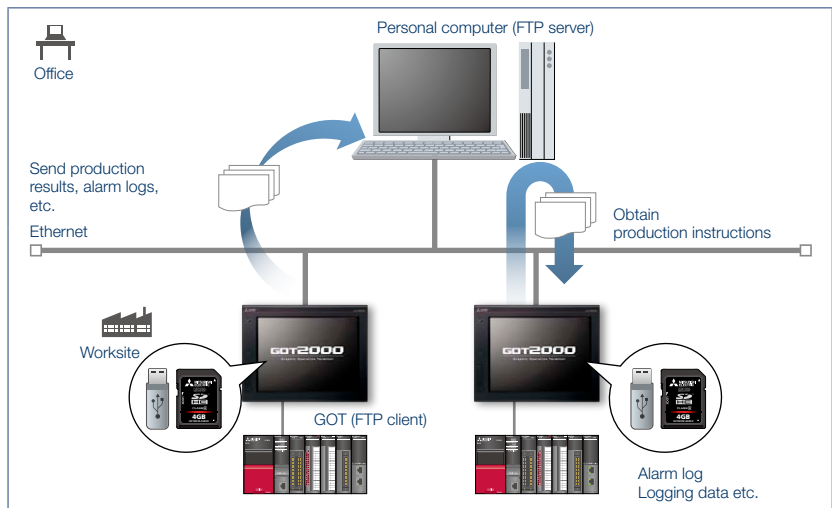 Personal computer (FTP server)
Office
Send production
results, alarm logs,
etc.
Obtain
production instructions
Ethernet
GOT2000
GOT2000
Worksite
4GB
4GB
GOT (FTP client)
Alarm log
Logging data etc.